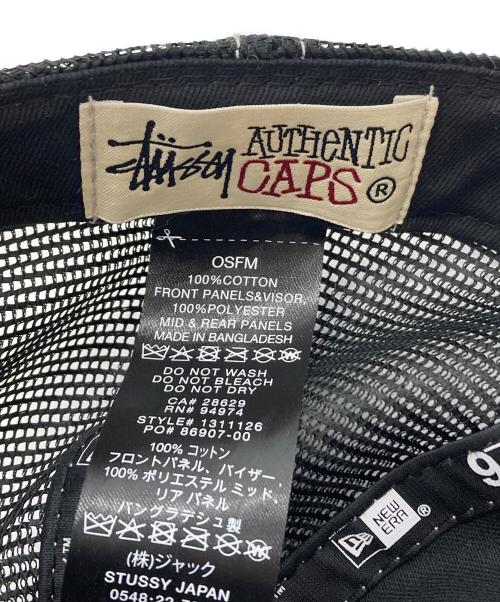 Stüssy
AUTHENTIC
CAPS®
OSFM
100%COTTON
FRONT PANELS&VISOR,
100%POLYESTER
MID & REAR PANELS
MADE IN BANGLADESH
DO NOT WASH
DO NOT BLEACH
DO NOT DRY
CA# 28629
RN# 94974
STYLE# 1311126
PO# 86907-00
100% コットン
フロントパネル、バイザー
100% ポリエステル ミッド、
リア パネル
バングラデシュ製
(株)ジャック
STUSSY JAPAN
0548-22-
NEW ERA®